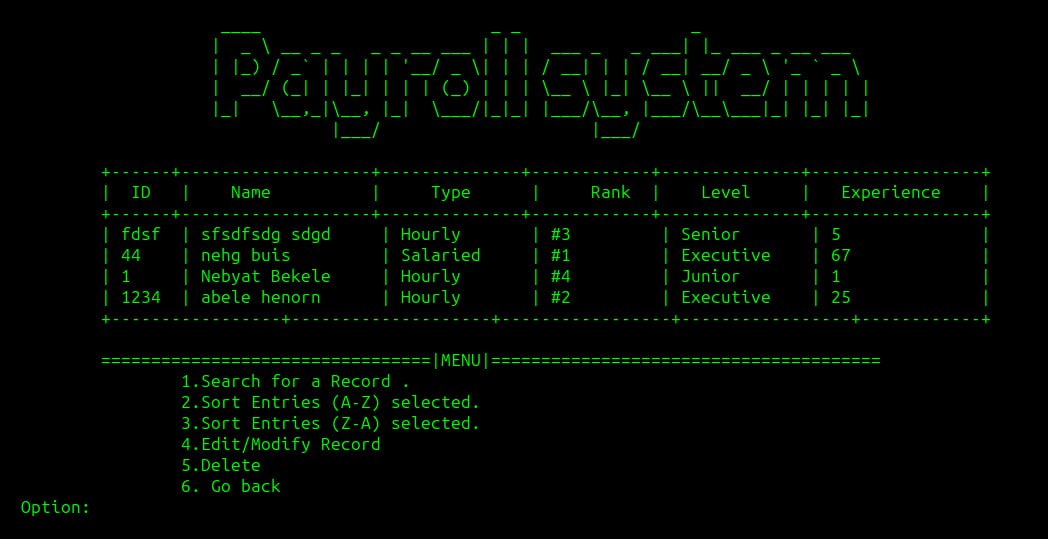 Payroll system
+------+-------------------+--------------+------------+--------------+----------------+
| ID | Name | Type | Rank | Level | Experience |
+------+-------------------+--------------+------------+--------------+----------------+
| fdsf | sfsdfsdg sdgd | Hourly | #3 | Senior | 5 |
| 44 | nehg buis | Salaried | #1 | Executive | 67 |
| 1 | Nebyat Bekele | Hourly | #4 | Junior | 1 |
| 1234 | abele henorn | Hourly | #2 | Executive | 25 |
+-----------------+--------------------+-----------------+-----------------+------------+
=================================|MENU|=======================================
1.Search for a Record .
2.Sort Entries (A-Z) selected.
3.Sort Entries (Z-A) selected.
4.Edit/Modify Record
5.Delete
6. Go back
Option: